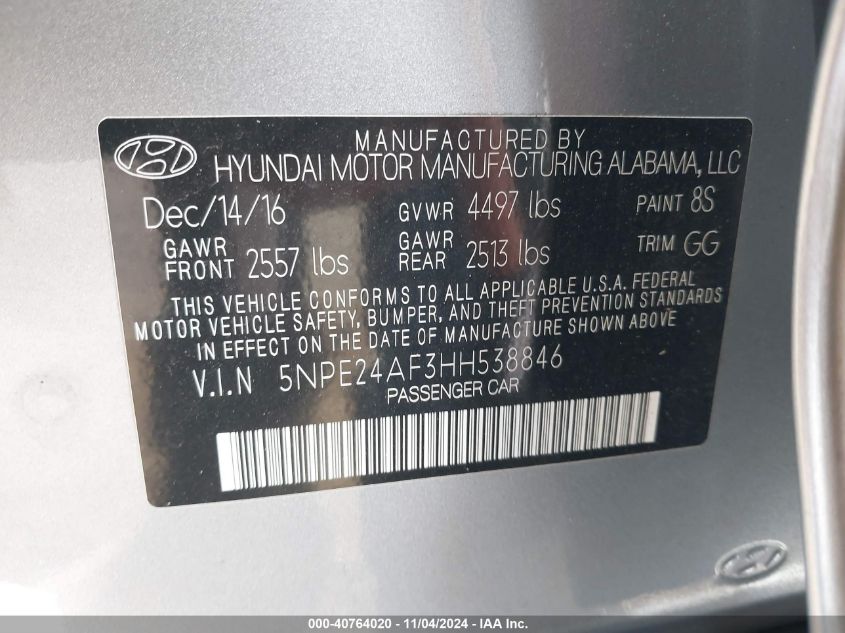 MANUFACTURED BY
HYUNDAI MOTOR MANUFACTURING ALABAMA, LLC
Dec/14/16 GVWR 4497 lbs PAINT 8S
GAWR FRONT 2557 lbs GAWR REAR 2513 lbs TRIM GG
THIS VEHICLE CONFORMS TO ALL APPLICABLE U.S.A. FEDERAL
MOTOR VEHICLE SAFETY, BUMPER, AND THEFT PREVENTION STANDARDS
IN EFFECT ON THE DATE OF MANUFACTURE SHOWN ABOVE
V.I.N 5NPE24AF3HH538846
PASSENGER CAR
000-40764020 - 11/04/2024 - IAA Inc.